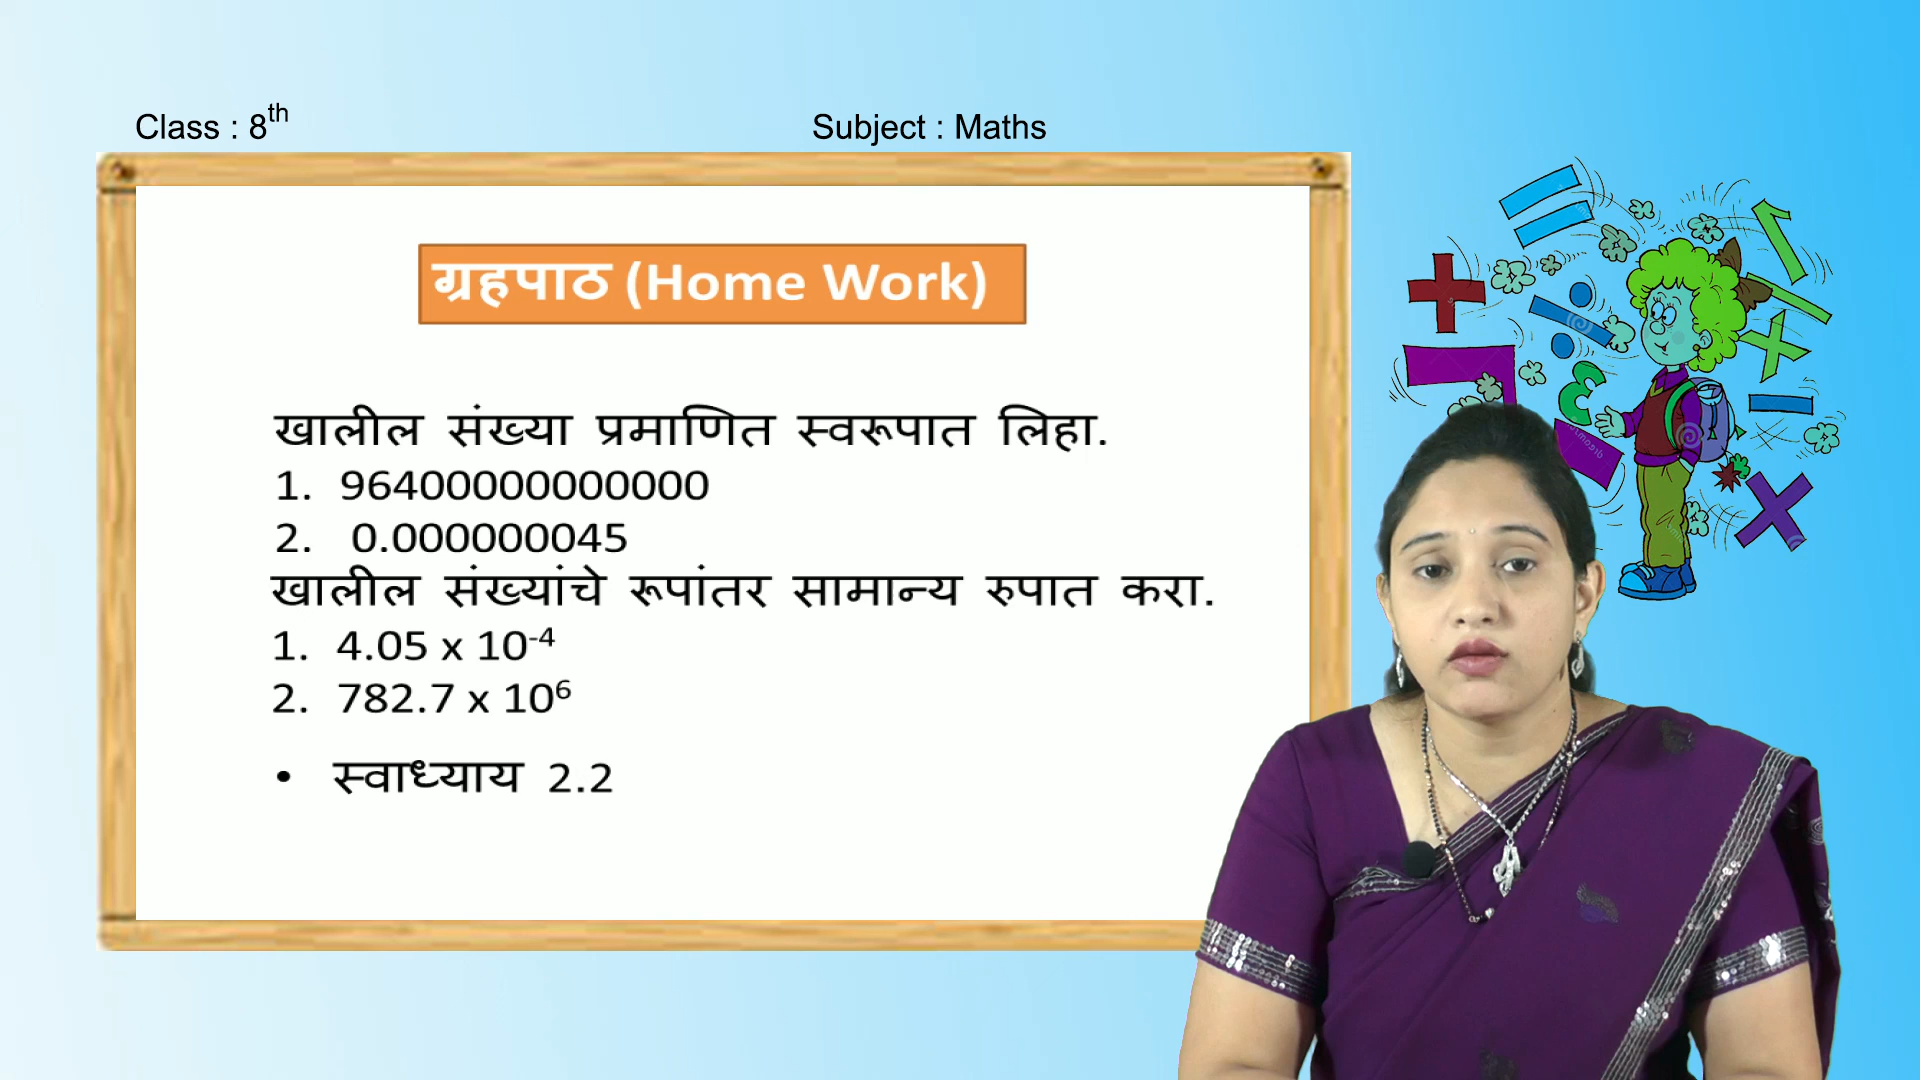 Class : 8th
Subject : Maths
ग्रहपाठ (Home Work)
खालील संख्या प्रमाणित स्वरूपात लिहा.
1. 96400000000000
2. 0.000000045
खालील संख्यांचे रूपांतर सामान्य रुपात करा.
1. 4.05 x 10⁻⁴
2. 782.7 x 10⁶
• स्वाध्याय 2.2